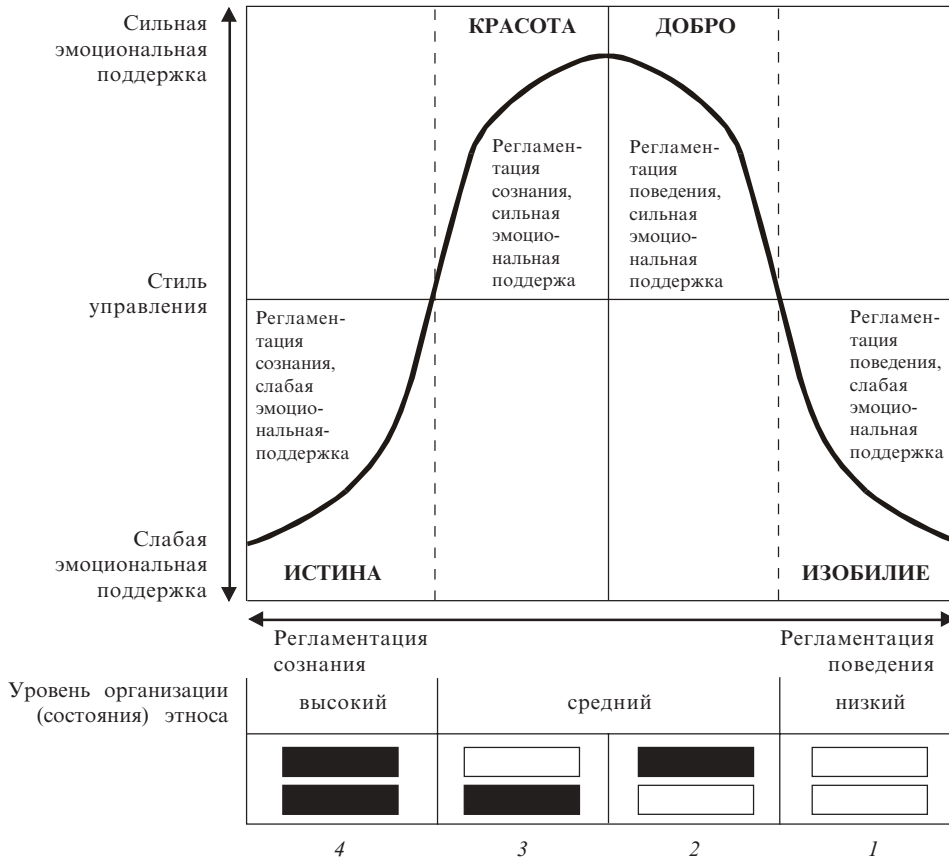 Сильная
эмоциональная
поддержка
КРАСОТА
ДОБРО
Регламен-
тация
сознания,
сильная
эмоцио-
нальная
поддержа
Регламен-
тация
поведения,
сильная
эмоцио-
нальная
поддержка
Стиль
управления
Регламен-
тация
сознания,
слабая
эмоцио-
нальная-
поддержка
Регламен-
тация
поведения,
слабая
эмоцио-
нальная
поддержка
Слабая
эмоциональная
поддержка
ИСТИНА
ИЗОБИЛИЕ
Регламентация
сознания
Регламентация
поведения
Уровень организации
(состояния) этноса
высокий
средний
низкий
4
3
2
1